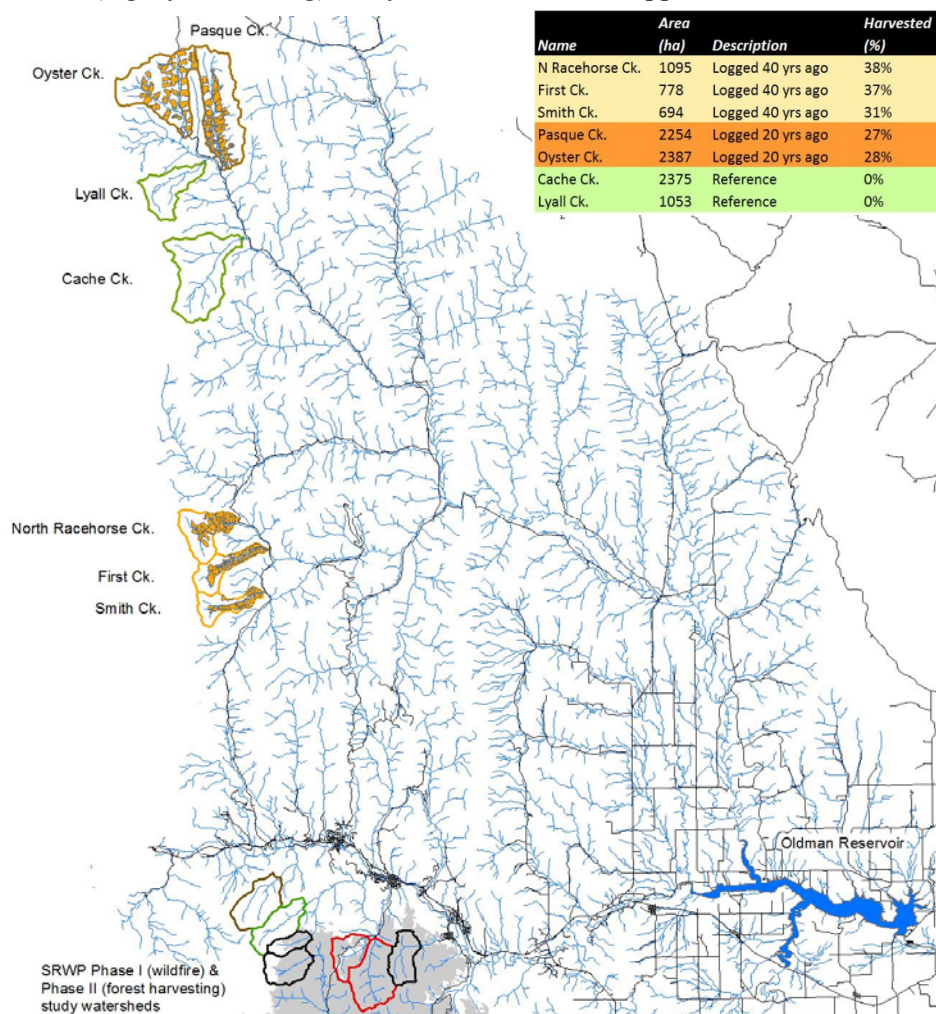 Pasque Ck.
Oyster Ck.
Area
Name (ha) Description Harvested (%)
N Racehorse Ck. 1095 Logged 40 yrs ago 38%
First Ck. 778 Logged 40 yrs ago 37%
Smith Ck. 694 Logged 40 yrs ago 31%
Pasque Ck. 2254 Logged 20 yrs ago 27%
Oyster Ck. 2387 Logged 20 yrs ago 28%
Cache Ck. 2375 Reference 0%
Lyall Ck. 1053 Reference 0%
Lyall Ck.
Cache Ck.
North Racehorse Ck.
First Ck.
Smith Ck.
Oldman Reservoir
SRWP Phase I (wildfire) &
Phase II (forest harvesting)
study watersheds